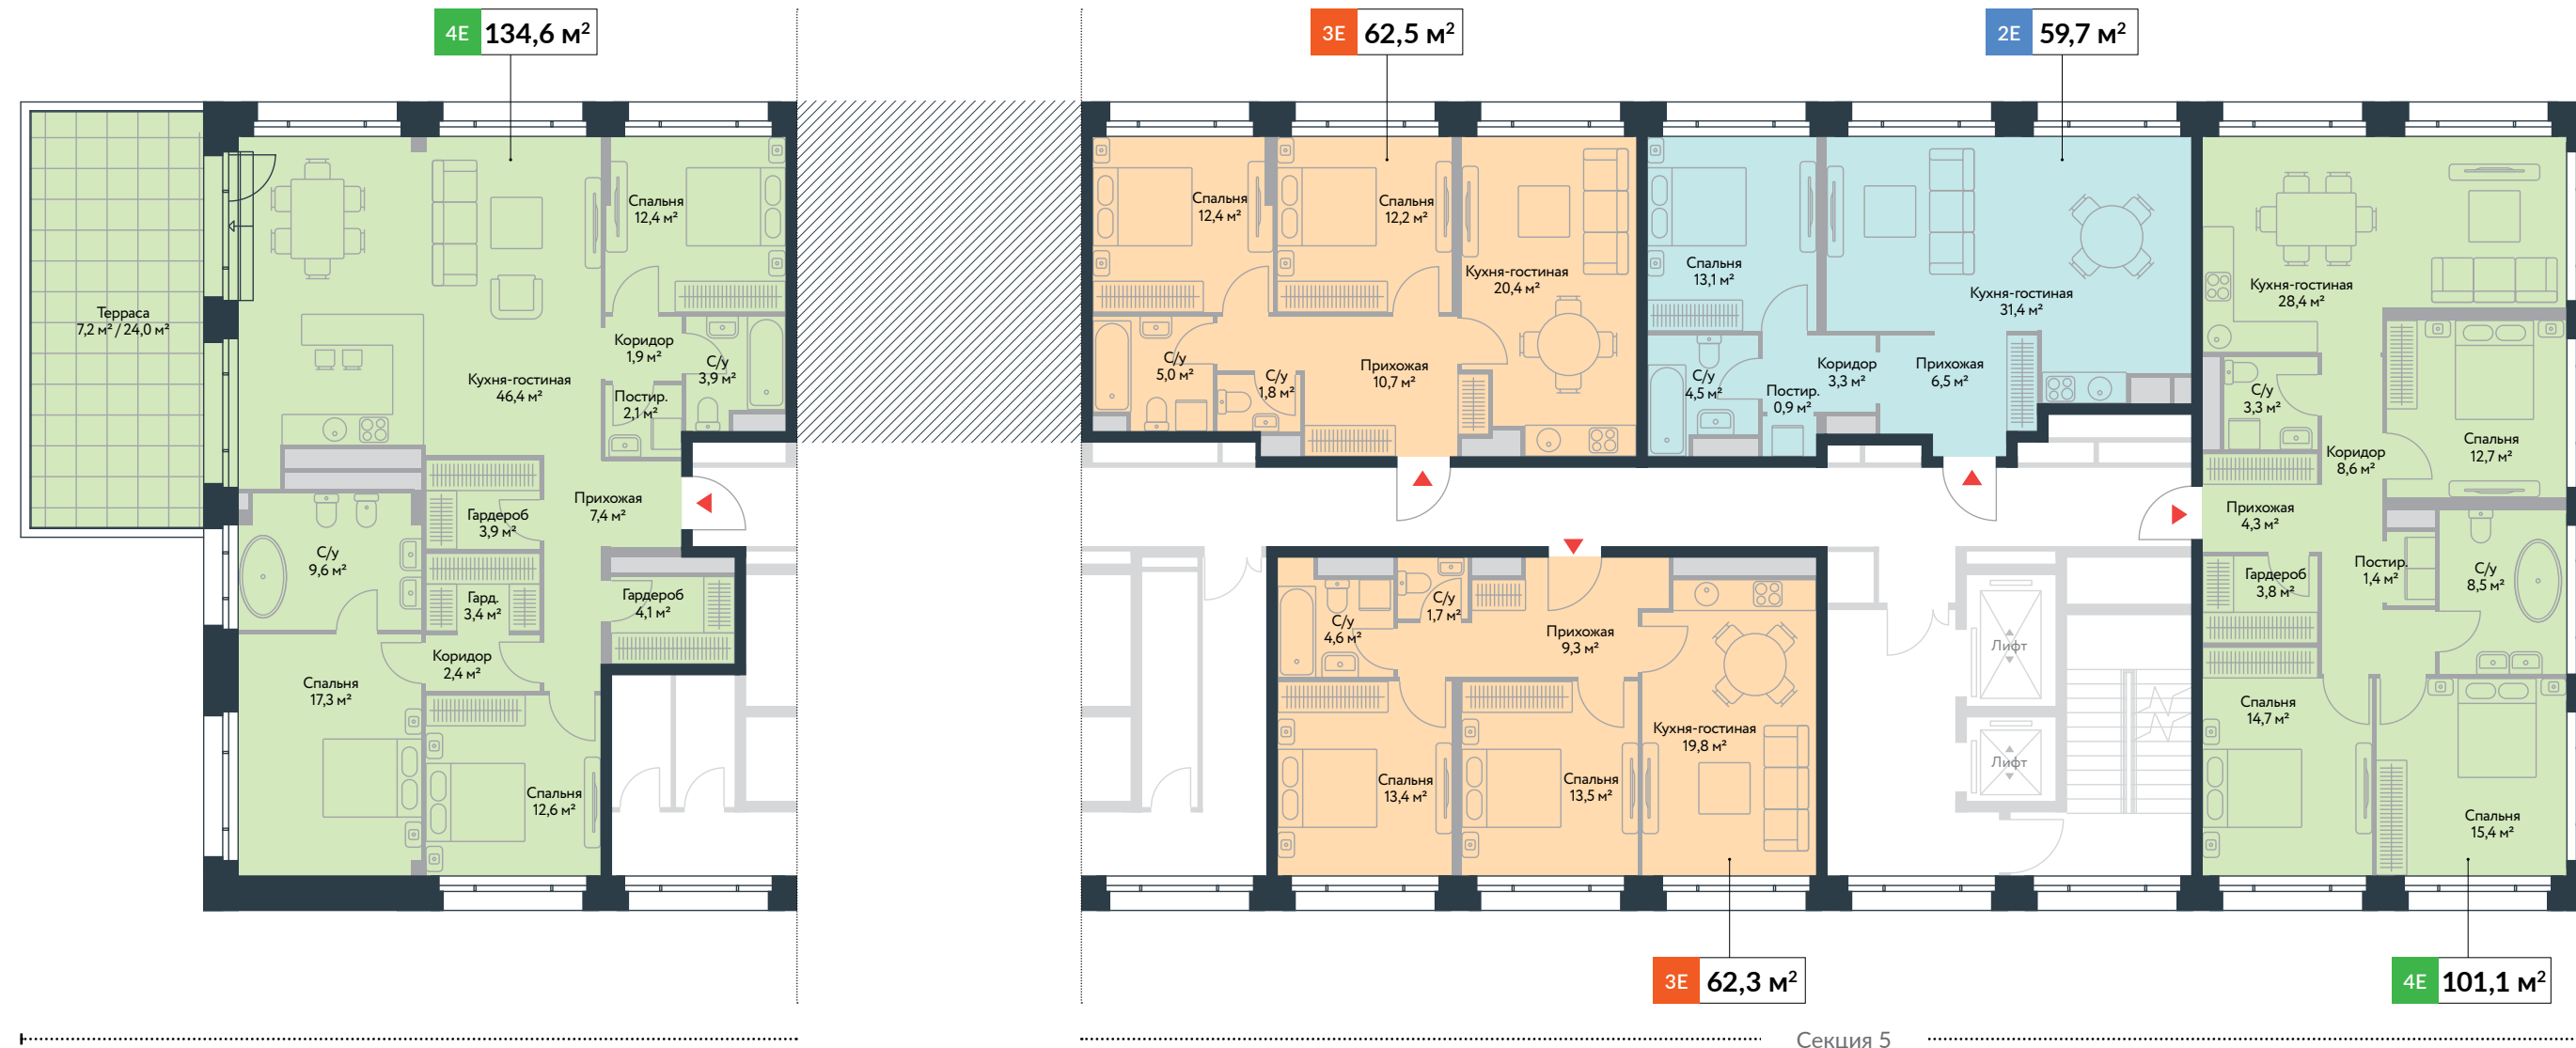 4Е 134,6 м²
3Е 62,5 м²
2Е 59,7 м²
Терраса
7,2 м² / 24,0 м²
Спальня
12,4 м²
Коридор
1,9 м²
С/у
3,9 м²
Кухня-гостиная
46,4 м²
Постир.
2,1 м²
Прихожая
7,4 м²
Гардероб
3,9 м²
С/у
9,6 м²
Гард.
3,4 м²
Гардероб
4,1 м²
Коридор
2,4 м²
Спальня
17,3 м²
Спальня
12,6 м²
Спальня
12,4 м²
Спальня
12,2 м²
Кухня-гостиная
20,4 м²
С/у
5,0 м²
С/у
1,8 м²
Прихожая
10,7 м²
Спальня
13,1 м²
Кухня-гостиная
31,4 м²
С/у
4,5 м²
Постир.
0,9 м²
Коридор
3,3 м²
Прихожая
6,5 м²
С/у
4,6 м²
С/у
1,7 м²
Прихожая
9,3 м²
Спальня
13,4 м²
Спальня
13,5 м²
Кухня-гостиная
19,8 м²
Лифт
Лифт
Кухня-гостиная
28,4 м²
С/у
3,3 м²
Коридор
8,6 м²
Спальня
12,7 м²
Прихожая
4,3 м²
Гардероб
3,8 м²
Постир.
1,4 м²
С/у
8,5 м²
Спальня
14,7 м²
Спальня
15,4 м²
3Е 62,3 м²
4Е 101,1 м²
Секция 5